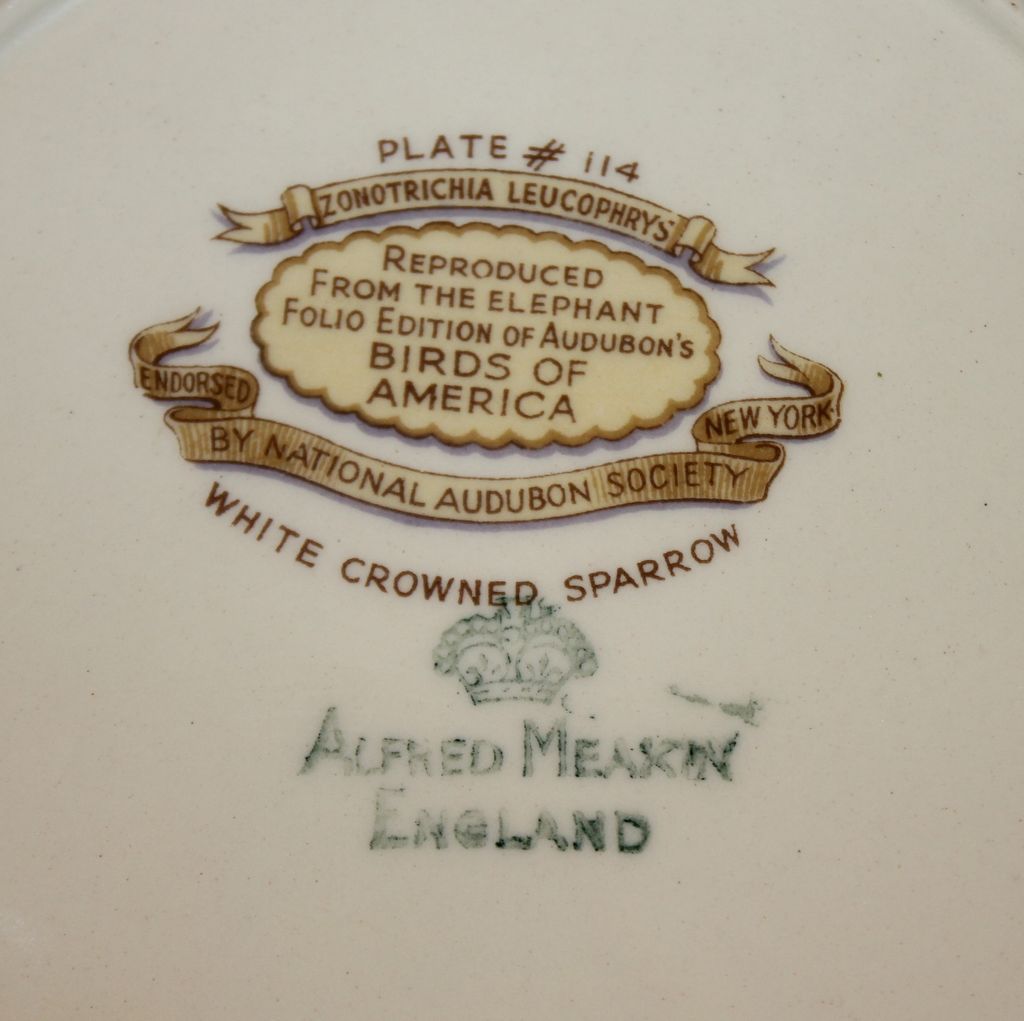 PLATE # 114
ZONOTRICHIA LEUCOPHRYS
REPRODUCED
FROM THE ELEPHANT
FOLIO EDITION OF AUDUBON'S
BIRDS OF
AMERICA
ENDORSED
BY NATIONAL AUDUBON SOCIETY
NEW YORK
WHITE CROWNED SPARROW
ALFRED MEAKIN
ENGLAND